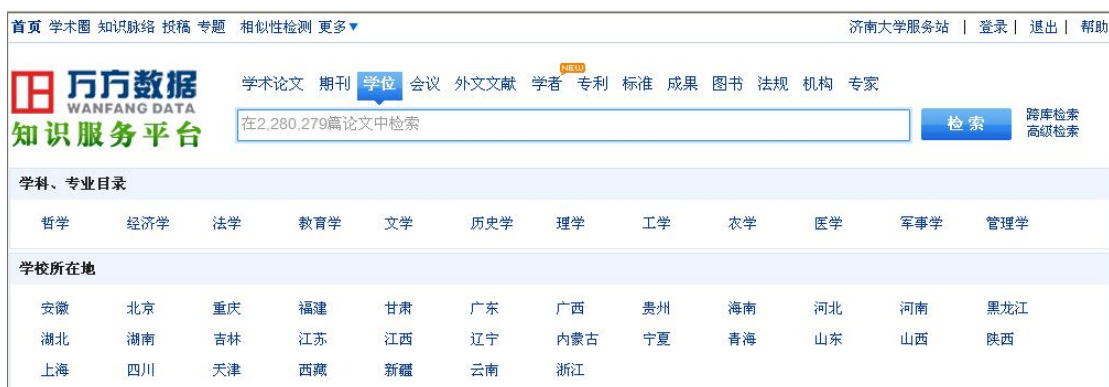 首页 学术圈 知识脉络 投稿 专题 相似性检测 更多▼ 济南大学服务站 | 登录 | 退出 | 帮助
万方数据
WANFANG DATA
知识服务平台
学术论文 期刊 学位 会议 外文文献 学者 NEW 专利 标准 成果 图书 法规 机构 专家
在2,280,279篇论文中检索 检索 跨库检索
高级检索
学科、专业目录
哲学 经济学 法学 教育学 文学 历史学 理学 工学 农学 医学 军事学 管理学
学校所在地
安徽 北京 重庆 福建 甘肃 广东 广西 贵州 海南 河北 河南 黑龙江
湖北 湖南 吉林 江苏 江西 辽宁 内蒙古 宁夏 青海 山东 山西 陕西
上海 四川 天津 西藏 新疆 云南 浙江